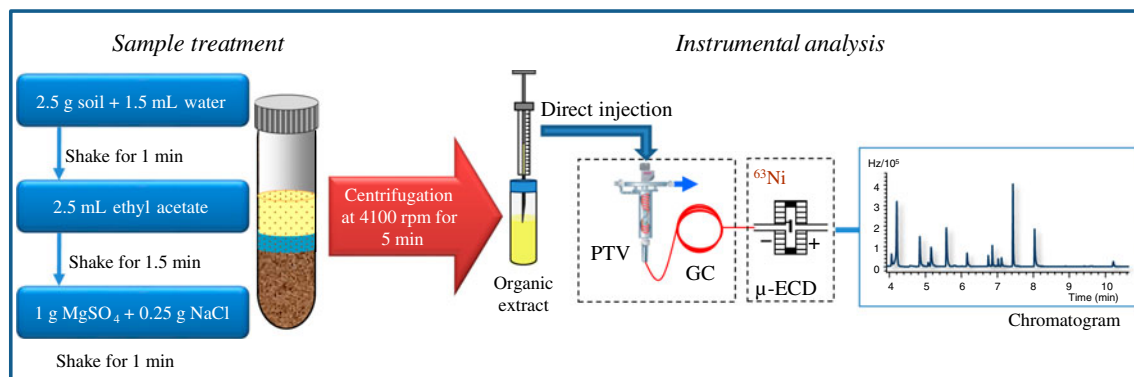 Sample treatment
2.5 g soil + 1.5 mL water
Shake for 1 min
2.5 mL ethyl acetate
Shake for 1.5 min
1 g MgSO₄ + 0.25 g NaCl
Shake for 1 min
Centrifugation
at 4100 rpm for
5 min
Instrumental analysis
Direct injection
Organic
extract
PTV
GC
⁶³Ni
− +
µ-ECD
Hz/10⁵
4
3
2
1
0
4 5 6 7 8 9 10
Time (min)
Chromatogram